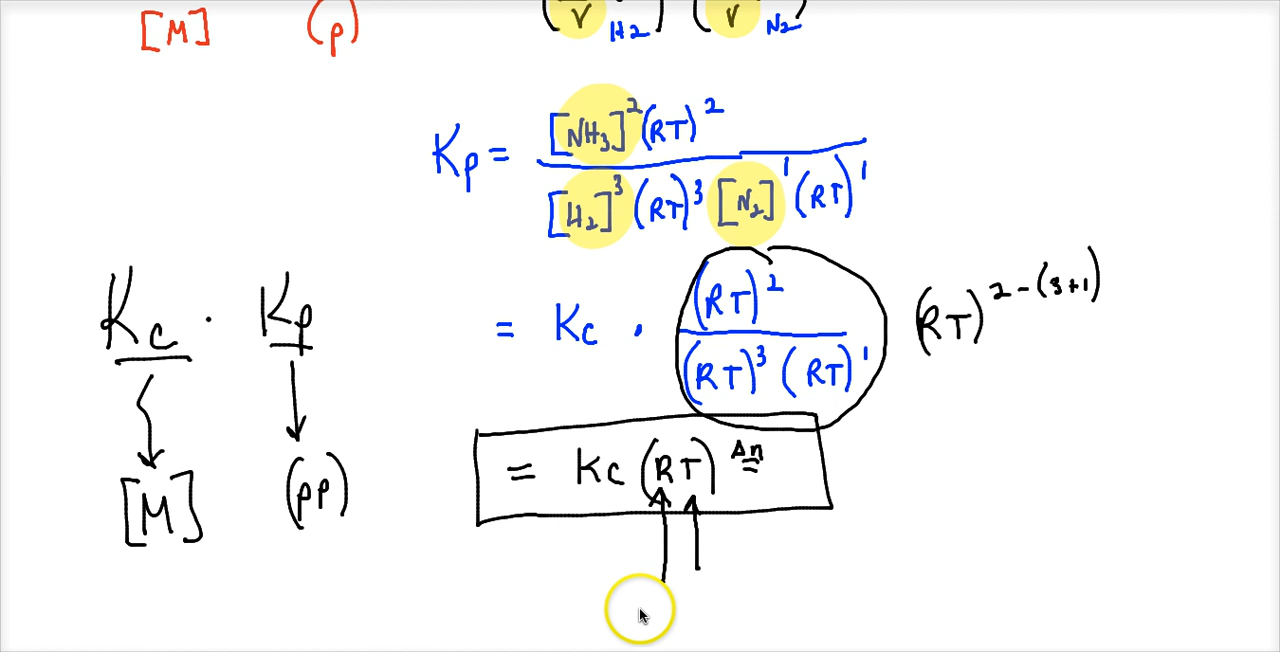 [M] (p) (V)H2 (V)N2
Kp = [NH3]^2 (RT)^2 / [H2]^3 (RT)^3 [N2]^1 (RT)^1
Kc · Kp
= Kc · (RT)^2 / (RT)^3 (RT)^1 (RT)^2-(3+1)
= Kc (RT)^Δn
[M] (pp)